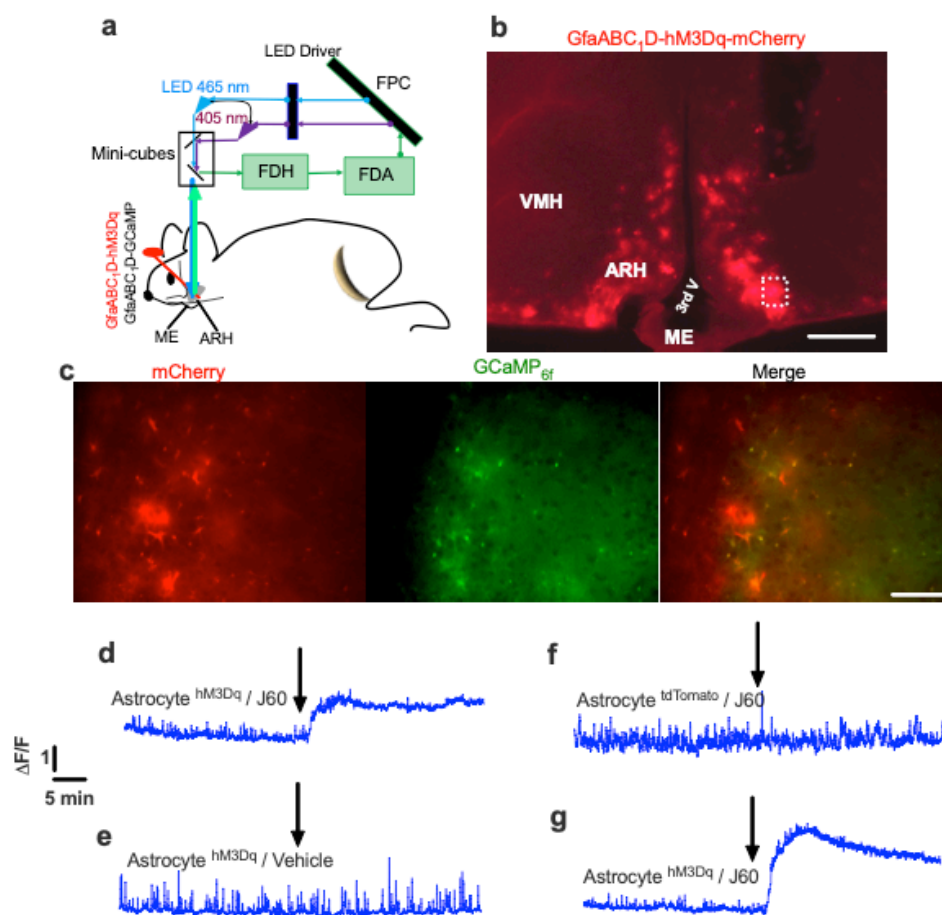 a
LED Driver
FPC
LED 465 nm
405 nm
Mini-cubes
FDH
FDA
GfaABC₁D-hM3Dq
GfaABC₁D-GCaMP
ME
ARH
b
GfaABC₁D-hM3Dq-mCherry
VMH
ARH
3rd V
ME
c
mCherry
GCaMP₆f
Merge
d
Astrocyte hM3Dq / J60
ΔF/F
1
5 min
e
Astrocyte hM3Dq / Vehicle
f
Astrocyte tdTomato / J60
g
Astrocyte hM3Dq / J60